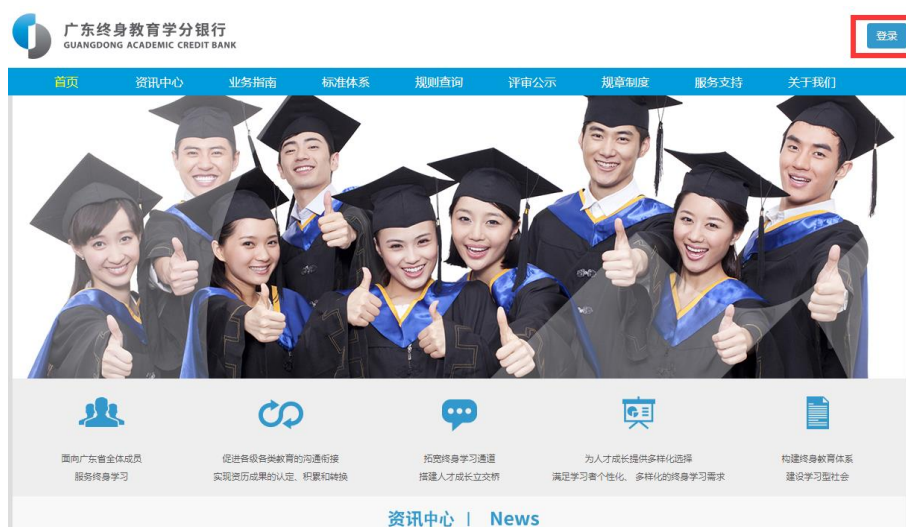 广东终身教育学分银行
GUANGDONG ACADEMIC CREDIT BANK
登录
首页 资讯中心 业务指南 标准体系 规则查询 评审公示 规章制度 服务支持 关于我们
面向广东省全体成员
服务终身学习
促进各级各类教育的沟通衔接
实现资历成果的认定、积累和转换
拓宽终身学习通道
搭建人才成长立交桥
为人才成长提供多样化选择
满足学习者个性化、多样化的终身学习需求
构建终身教育体系
建设学习型社会
资讯中心 | News